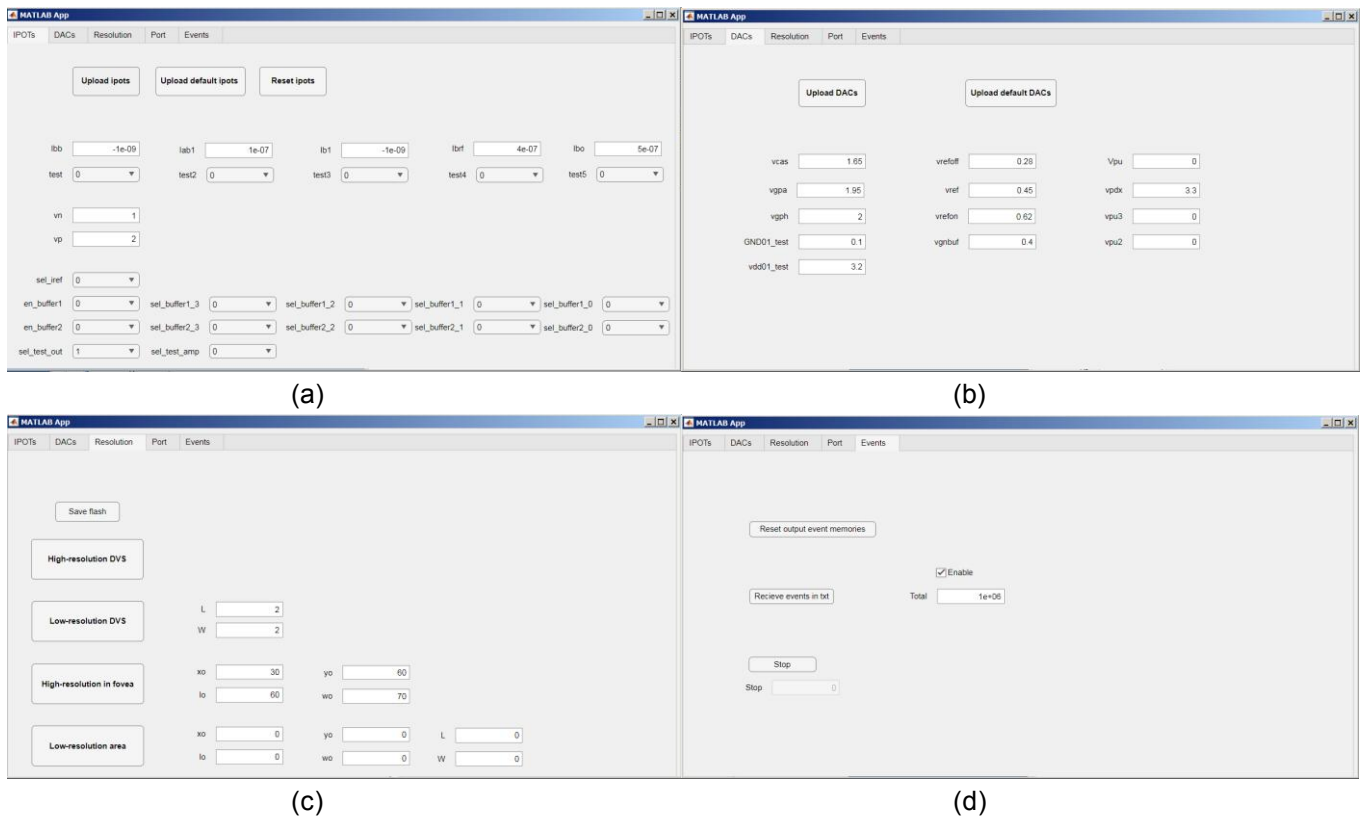 MATLAB App
IPOTs DACs Resolution Port Events
Upload ipots Upload default ipots Reset ipots
Ibb -1e-09 Iab1 1e-07 Ib1 -1e-09 Ibrf 4e-07 Ibo 5e-07
test 0 test2 0 test3 0 test4 0 test5 0
vn 1
vp 2
sel_iref 0
en_buffer1 0 sel_buffer1_3 0 sel_buffer1_2 0 sel_buffer1_1 0 sel_buffer1_0 0
en_buffer2 0 sel_buffer2_3 0 sel_buffer2_2 0 sel_buffer2_1 0 sel_buffer2_0 0
sel_test_out 1 sel_test_amp 0
(a)
MATLAB App
IPOTs DACs Resolution Port Events
Upload DACs Upload default DACs
vcas 1.65 vrefoff 0.28 Vpu 0
vgpa 1.95 vref 0.45 vpdx 3.3
vgph 2 vrefon 0.62 vpu3 0
GND01_test 0.1 vgnbuf 0.4 vpu2 0
vdd01_test 3.2
(b)
MATLAB App
IPOTs DACs Resolution Port Events
Save flash
High-resolution DVS
Low-resolution DVS L 2
W 2
High-resolution in fovea xo 30 yo 60
lo 60 wo 70
Low-resolution area xo 0 yo 0 L 0
lo 0 wo 0 W 0
(c)
MATLAB App
IPOTs DACs Resolution Port Events
Reset output event memories
Enable
Recieve events in txt Total 1e+06
Stop
Stop 0
(d)